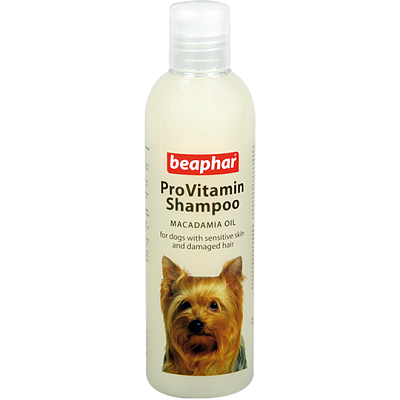 beaphar
ProVitamin
Shampoo
MACADAMIA OIL
for dogs with sensitive skin
and damaged hair